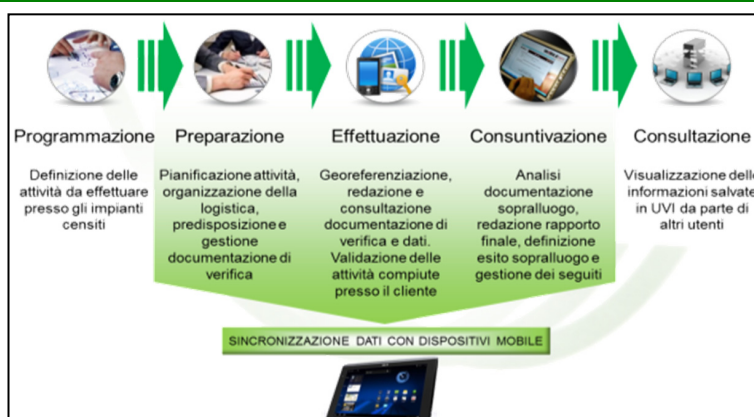 Programmazione
Definizione delle
attività da effettuare
presso gli impianti
censiti
Preparazione
Pianificazione attività,
organizzazione della
logistica,
predisposizione e
gestione
documentazione di
verifica
Effettuazione
Georeferenziazione,
redazione e
consultazione
documentazione di
verifica e dati.
Validazione delle
attività compiute
presso il cliente
Consuntivazione
Analisi
documentazione
sopralluogo,
redazione rapporto
finale, definizione
esito sopralluogo e
gestione dei seguiti
Consultazione
Visualizzazione delle
informazioni salvate
in UVI da parte di
altri utenti
SINCRONIZZAZIONE DATI CON DISPOSITIVI MOBILE